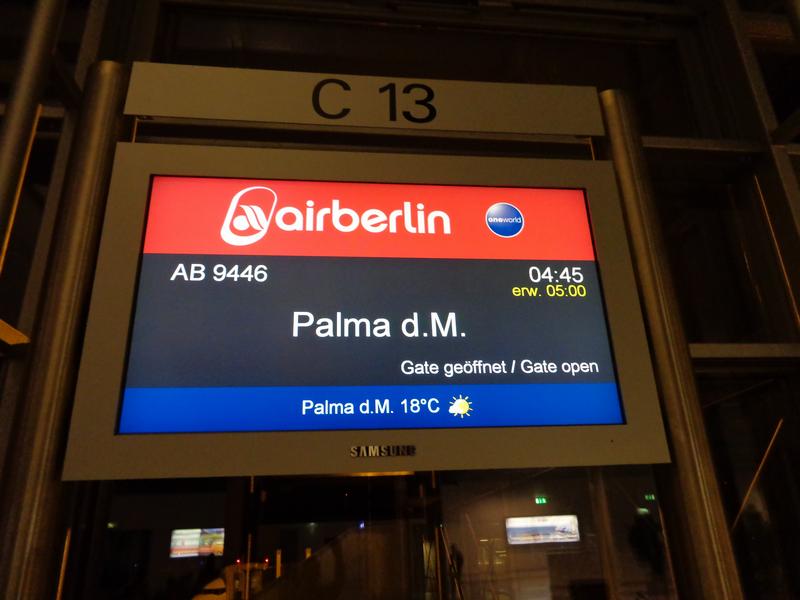 C 13
airberlin oneworld
AB 9446 04:45
erw. 05:00
Palma d.M.
Gate geöffnet / Gate open
Palma d.M. 18°C
SAMSUNG